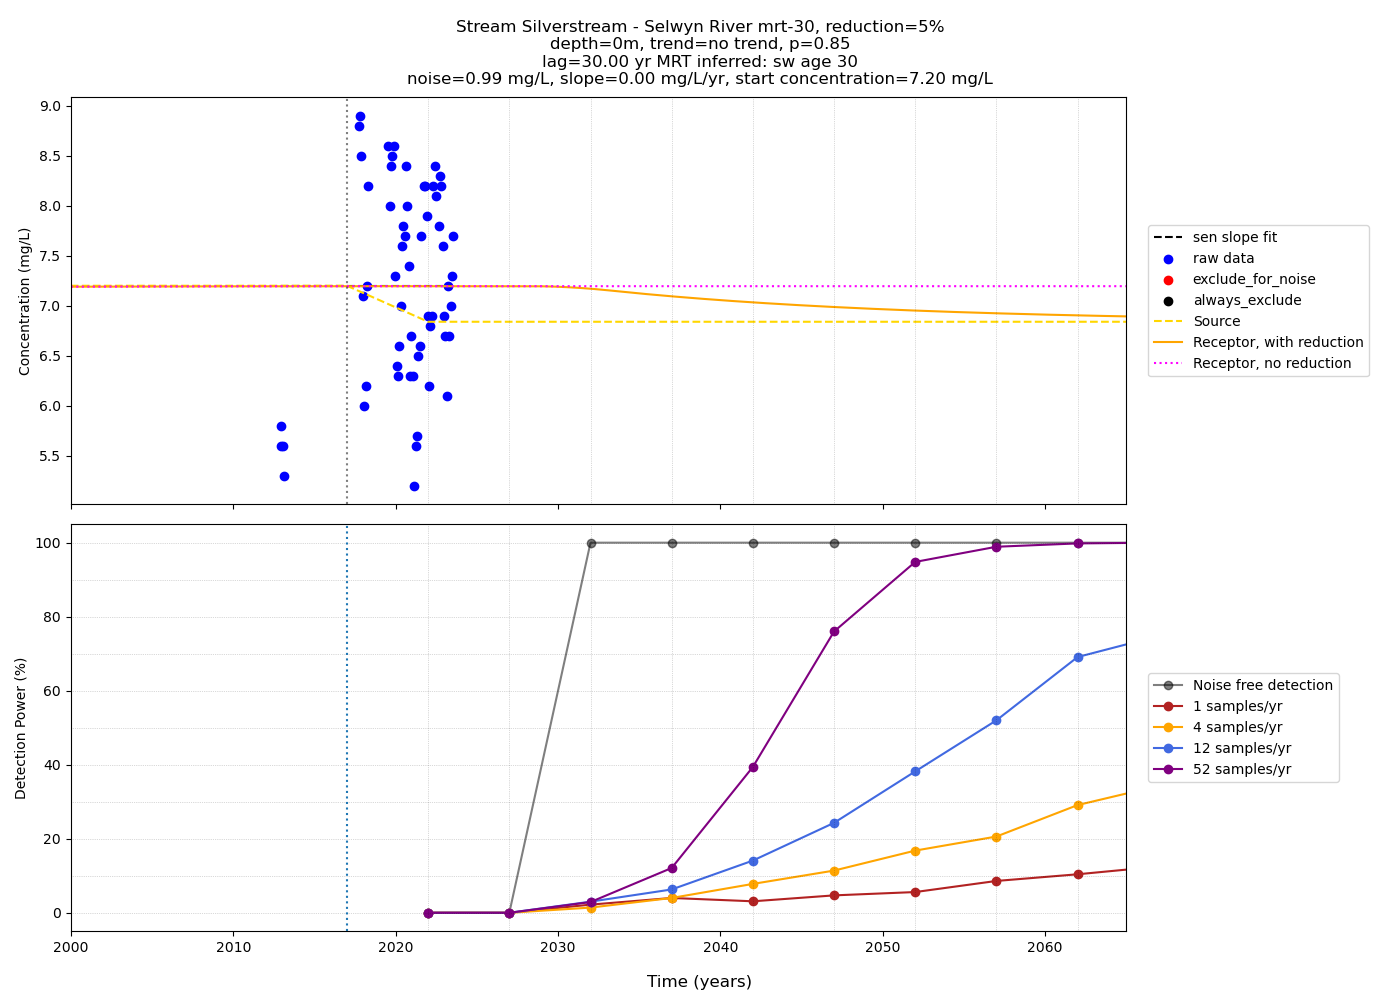 Stream Silverstream - Selwyn River mrt-30, reduction=5%
depth=0m, trend=no trend, p=0.85
lag=30.00 yr MRT inferred: sw age 30
noise=0.99 mg/L, slope=0.00 mg/L/yr, start concentration=7.20 mg/L
Concentration (mg/L)
9.0
8.5
8.0
7.5
7.0
6.5
6.0
5.5
sen slope fit
raw data
exclude_for_noise
always_exclude
Source
Receptor, with reduction
Receptor, no reduction
Detection Power (%)
100
80
60
40
20
0
Noise free detection
1 samples/yr
4 samples/yr
12 samples/yr
52 samples/yr
2000
2010
2020
2030
2040
2050
2060
Time (years)